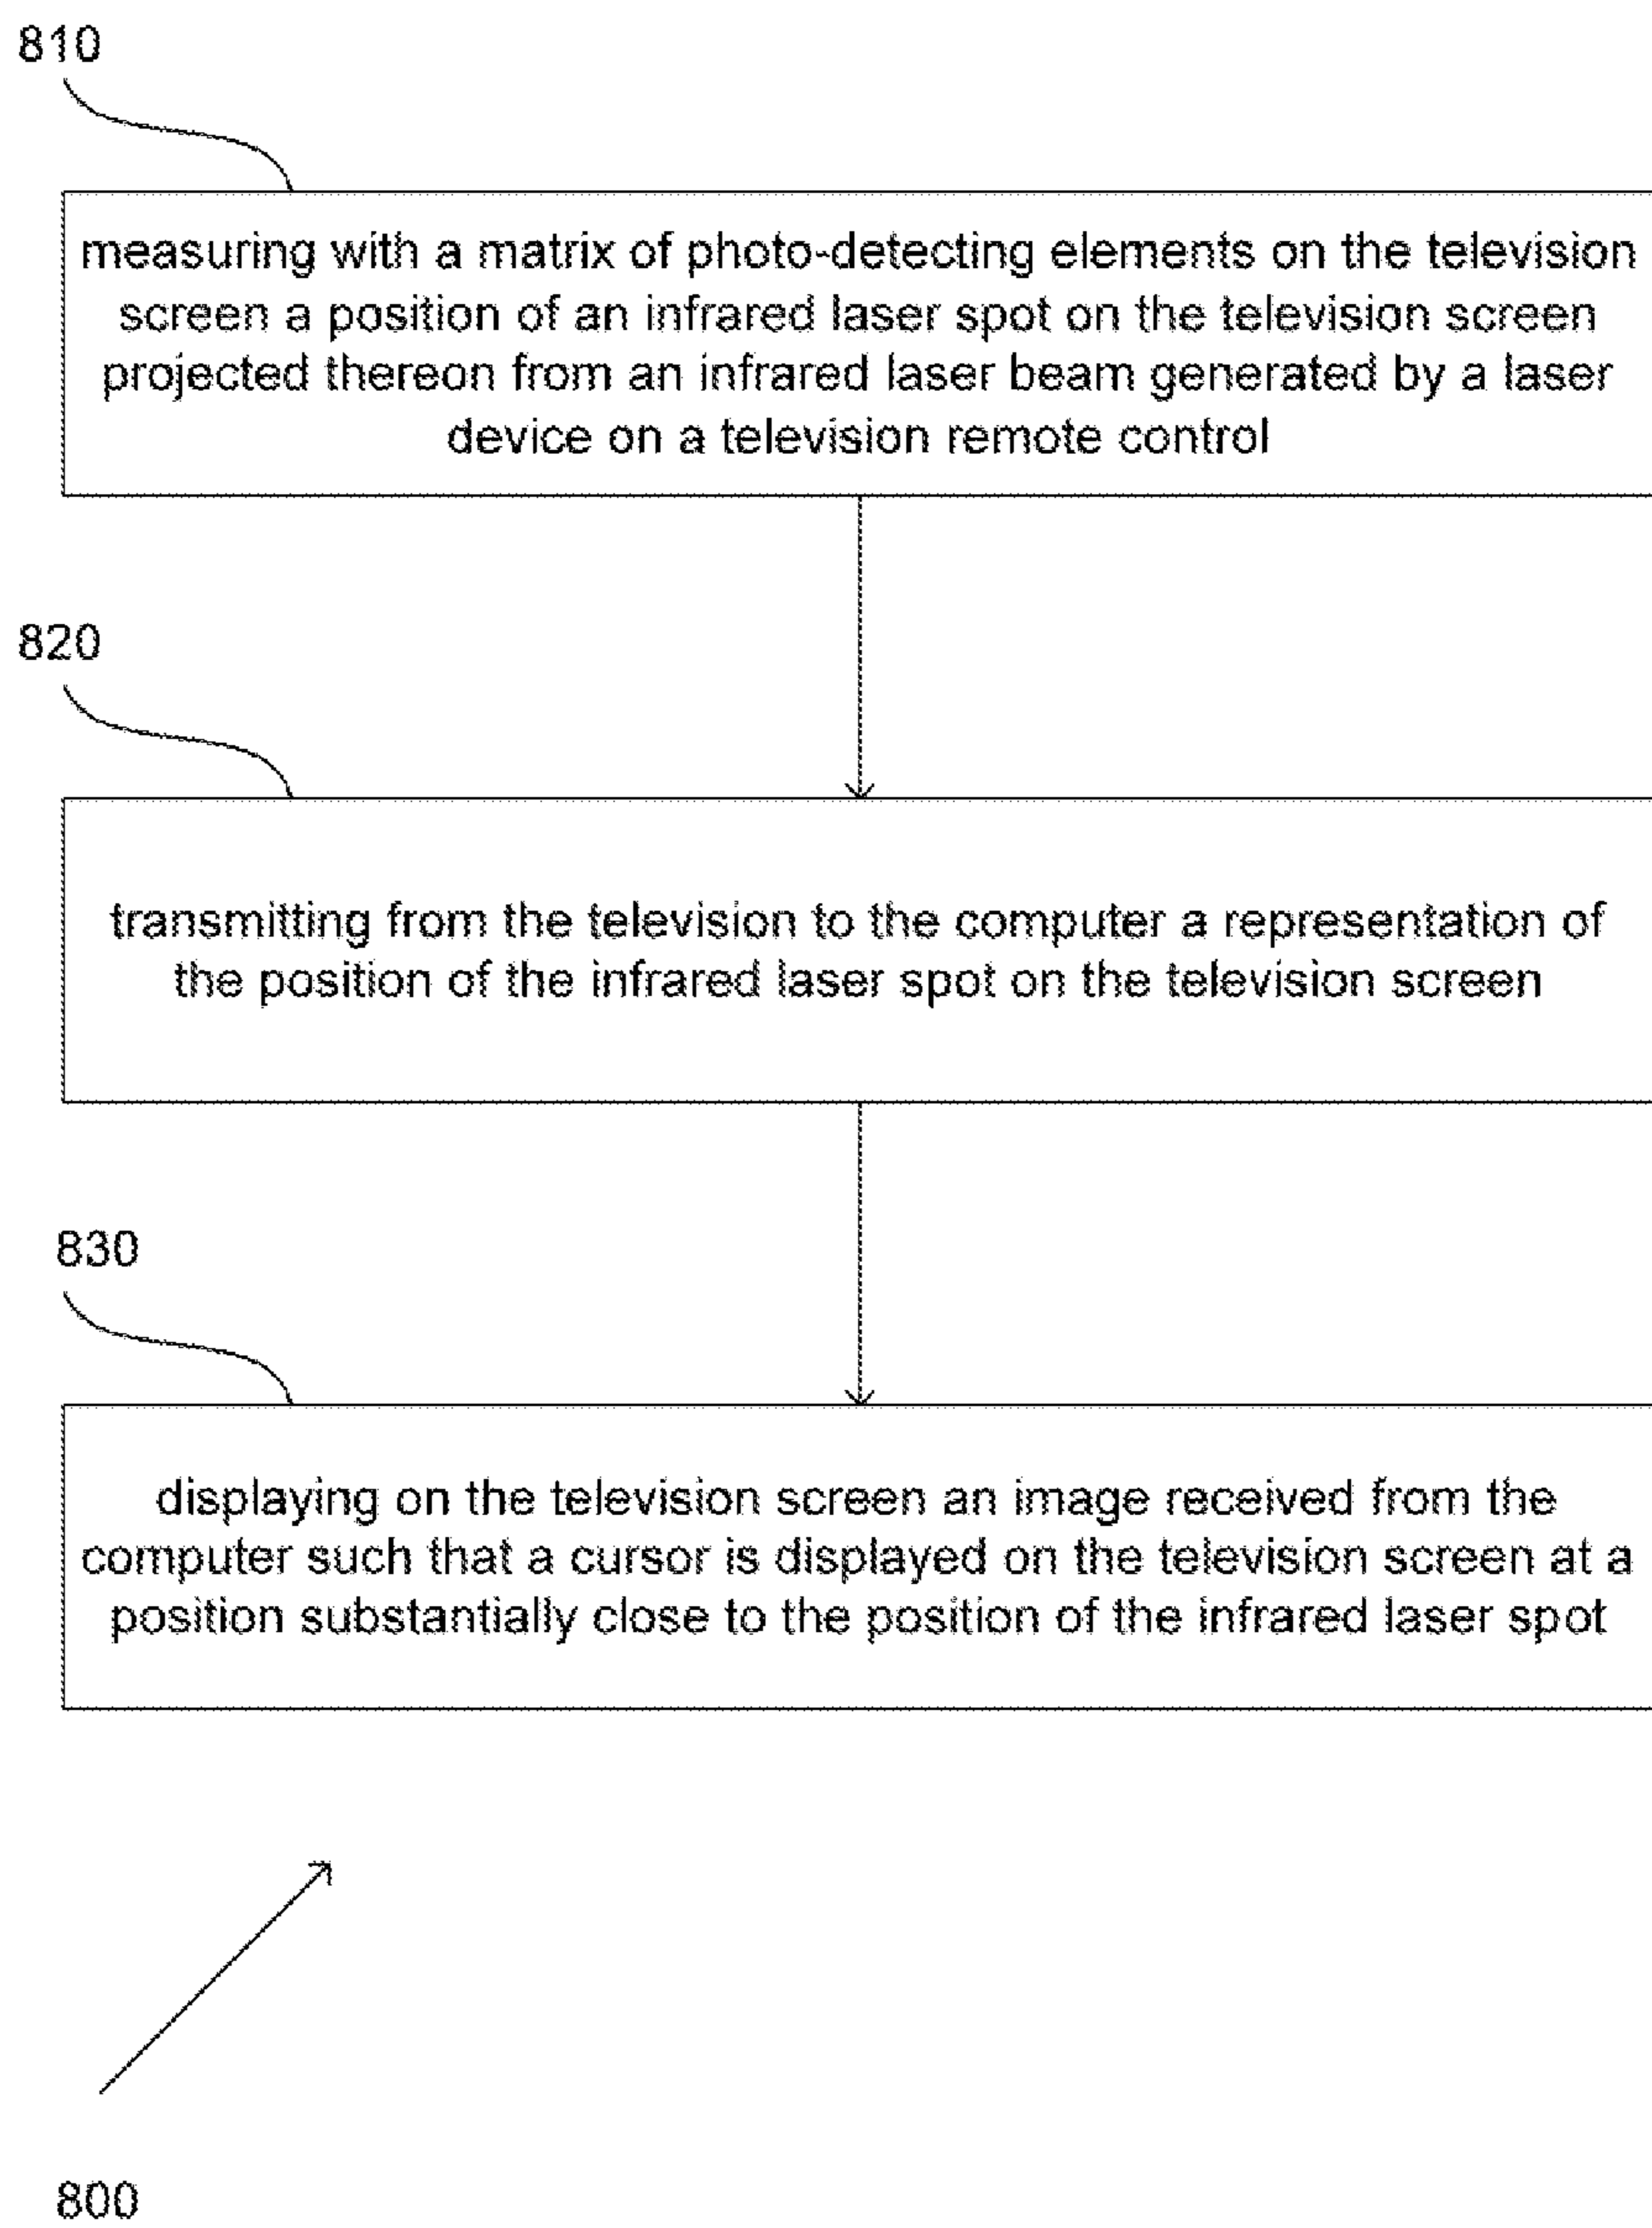 810
measuring with a matrix of photo-detecting elements on the television
screen a position of an infrared laser spot on the television screen
projected thereon from an infrared laser beam generated by a laser
device on a television remote control
820
transmitting from the television to the computer a representation of
the position of the infrared laser spot on the television screen
830
displaying on the television screen an image received from the
computer such that a cursor is displayed on the television screen at a
position substantially close to the position of the infrared laser spot
800